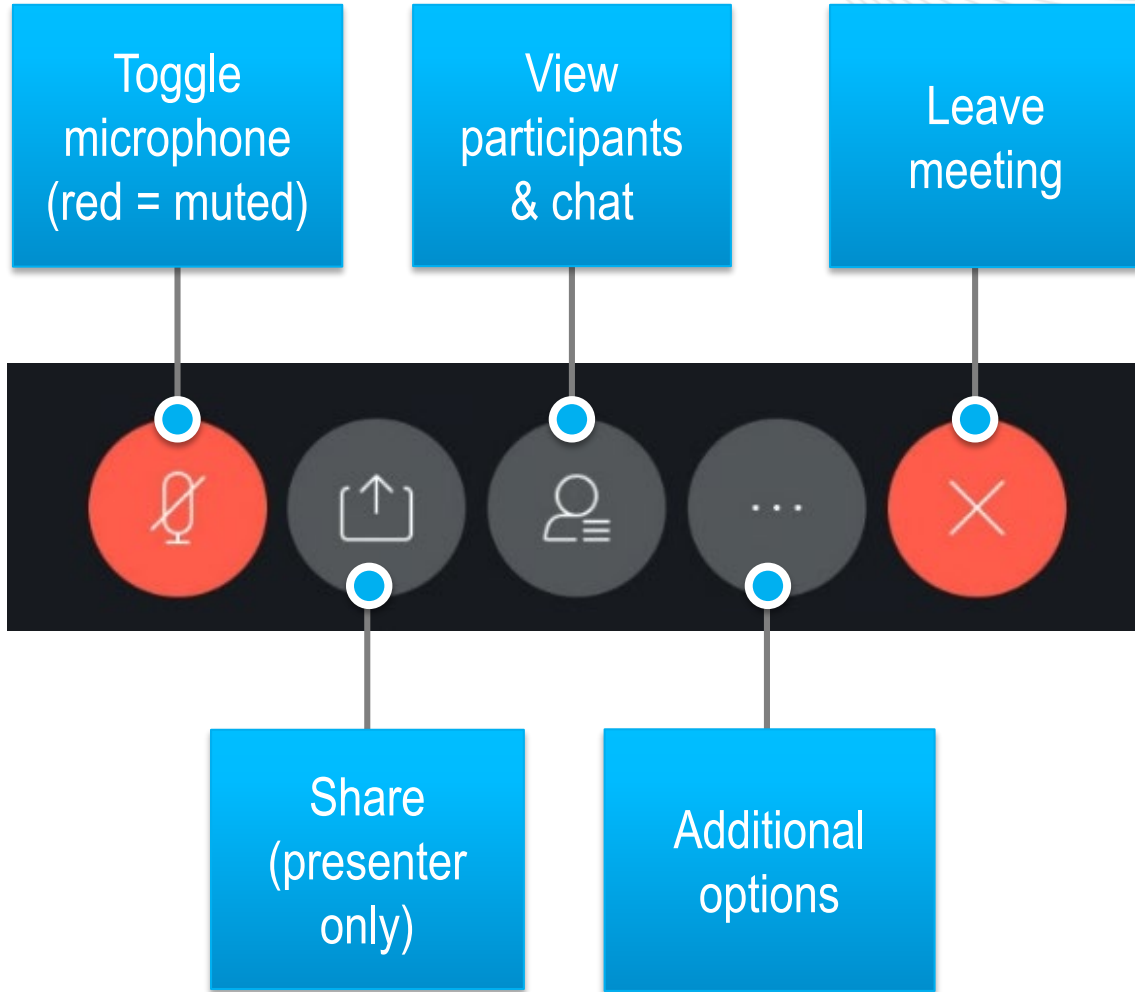 Toggle
microphone
(red = muted)
View
participants
& chat
Leave
meeting
Share
(presenter
only)
Additional
options